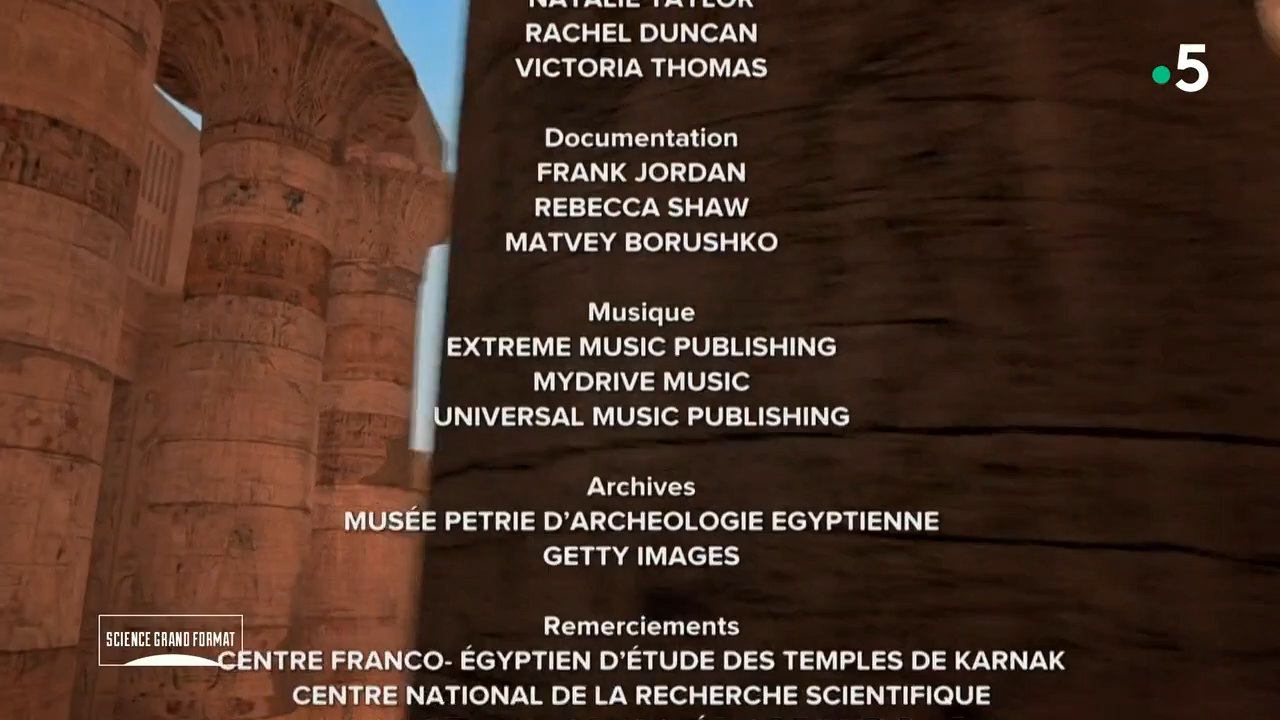 NATALIE TAYLOR
RACHEL DUNCAN
VICTORIA THOMAS
5
Documentation
FRANK JORDAN
REBECCA SHAW
MATVEY BORUSHKO
Musique
EXTREME MUSIC PUBLISHING
MYDRIVE MUSIC
UNIVERSAL MUSIC PUBLISHING
Archives
MUSÉE PETRIE D'ARCHEOLOGIE EGYPTIENNE
GETTY IMAGES
Remerciements
SCIENCE GRAND FORMAT
CENTRE FRANCO- ÉGYPTIEN D'ÉTUDE DES TEMPLES DE KARNAK
CENTRE NATIONAL DE LA RECHERCHE SCIENTIFIQUE